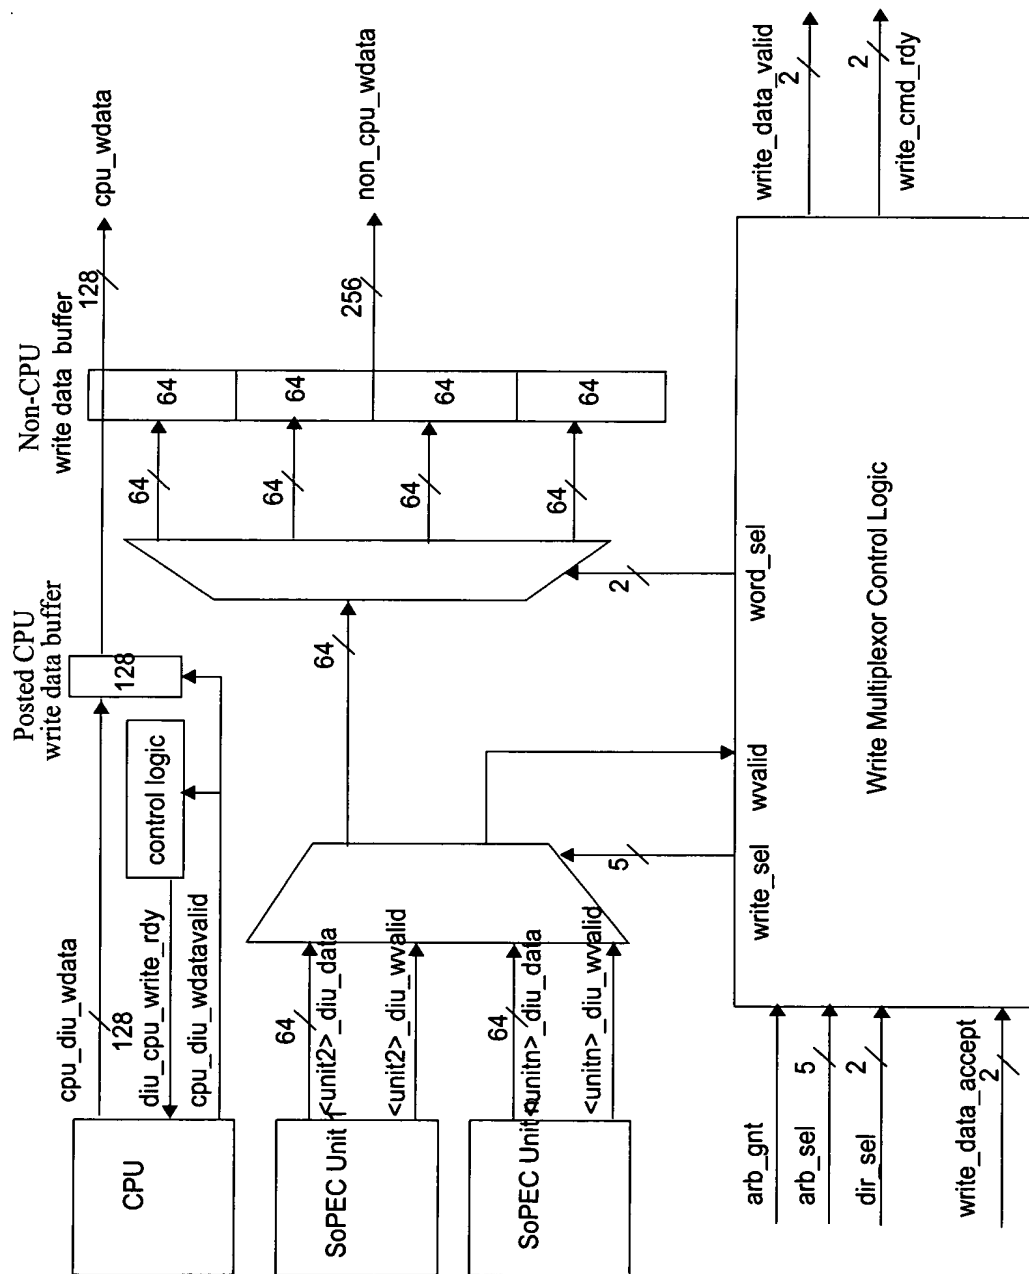 CPU
cpu_diu_wdata
128
diu_cpu_write_rdy
cpu_diu_wdatavalid
control logic
Posted CPU
write data buffer
128
Non-CPU
write data buffer
128
cpu_wdata
SoPEC Unit 1
64
<unit2>_diu_data
<unit2>_diu_wvalid
SoPEC Unit n
64
<unitn>_diu_data
<unitn>_diu_wvalid
64
64
64
64
64
64
64
64
64
256
non_cpu_wdata
5
2
write_sel
wvalid
word_sel
Write Multiplexor Control Logic
arb_gnt
arb_sel
5
dir_sel
2
write_data_accept
2
write_data_valid
2
write_cmd_rdy
2